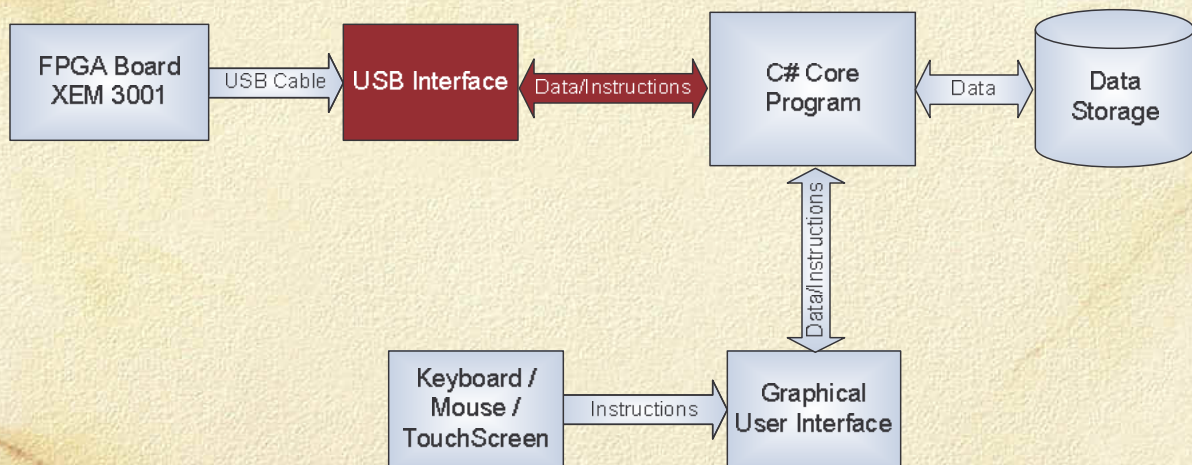 FPGA Board
XEM 3001
USB Cable
USB Interface
Data/Instructions
C# Core
Program
Data
Data
Storage
Data/Instructions
Keyboard /
Mouse /
TouchScreen
Instructions
Graphical
User Interface